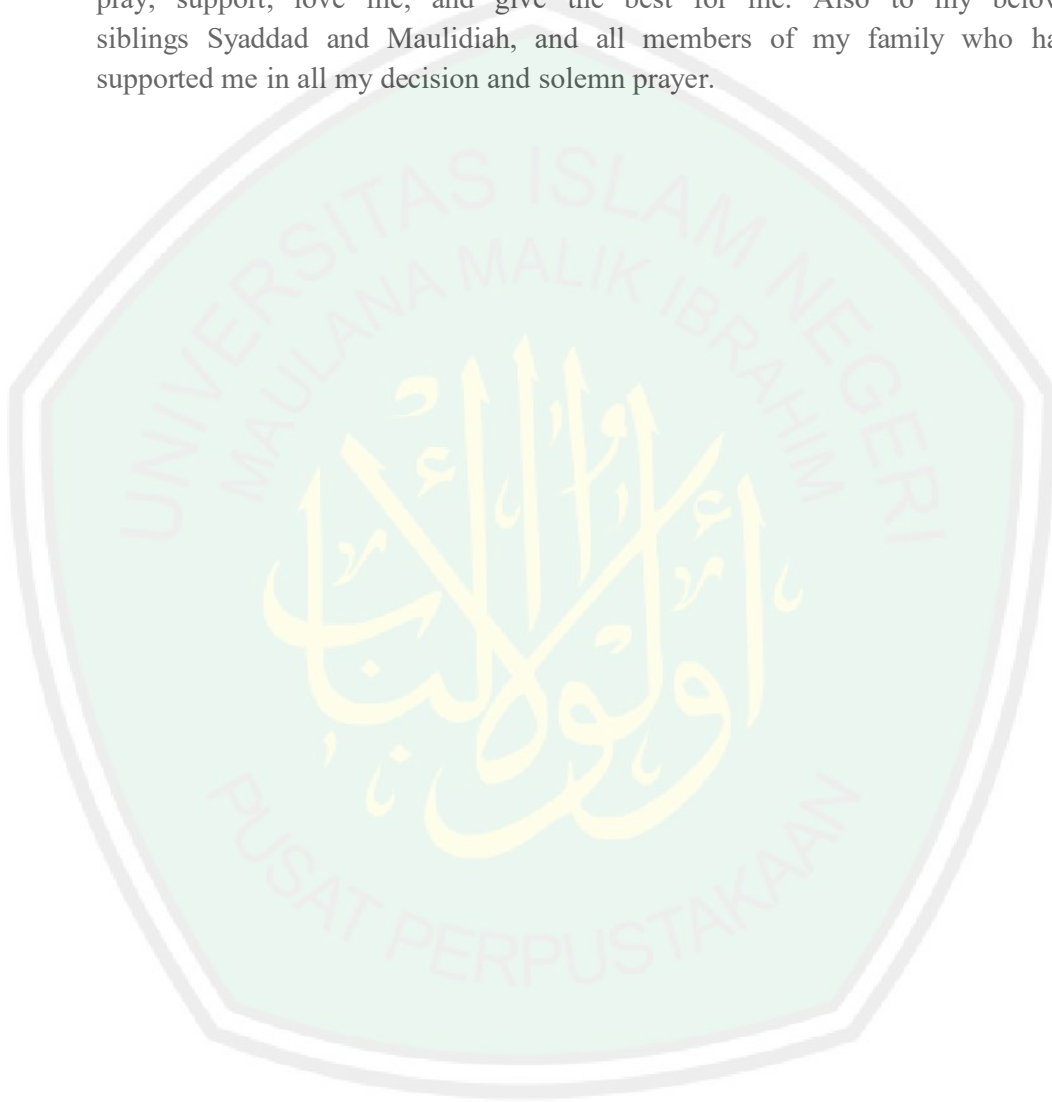 pray, support, love me, and give the best for me. Also to my belov
siblings Syaddad and Maulidiah, and all members of my family who ha
supported me in all my decision and solemn prayer.
UNIVERSITAS ISLAM NEGERI
MAULANA MALIK IBRAHIM
PUSAT PERPUSTAKAAN